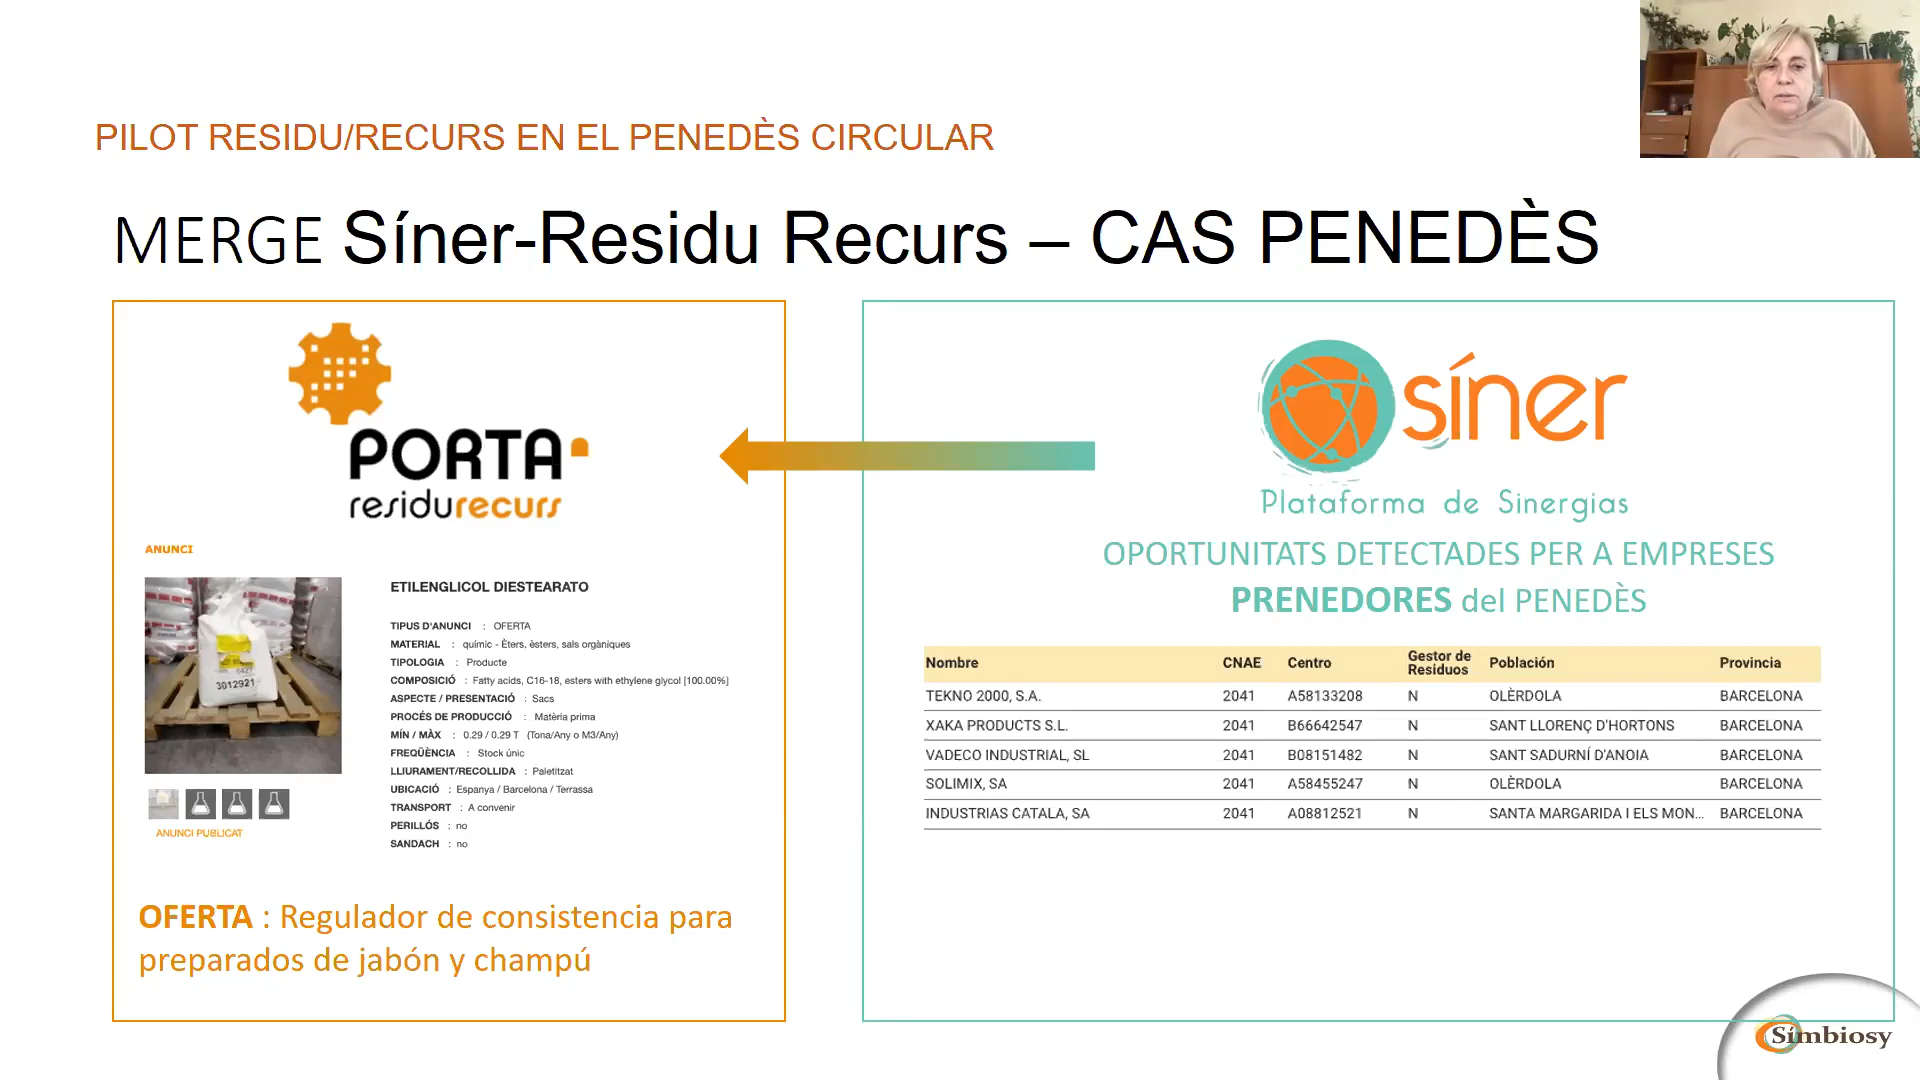 PILOT RESIDU/RECURS EN EL PENEDÈS CIRCULAR
MERGE Síner-Residu Recurs – CAS PENEDÈS
PORTA
residurecurs
ANUNCI
3012921
ETILENGLICOL DIESTEARATO
TIPUS D'ANUNCI : OFERTA
MATERIAL : químic - Èters, èsters, sals orgàniques
TIPOLOGIA : Producte
COMPOSICIÓ : Fatty acids, C16-18, esters with ethylene glycol [100.00%]
ASPECTE / PRESENTACIÓ : Sacs
PROCÉS DE PRODUCCIÓ : Matèria prima
MÍN / MÀX : 0.29 / 0.29 T (Tona/Any o M3/Any)
FREQÜÈNCIA : Stock únic
LLIURAMENT/RECOLLIDA : Paletitzat
UBICACIÓ : Espanya / Barcelona / Terrassa
TRANSPORT : A convenir
PERILLÓS : no
SANDACH : no
ANUNCI PUBLICAT
OFERTA : Regulador de consistencia para
preparados de jabón y champú
síner
Plataforma de Sinergias
OPORTUNITATS DETECTADES PER A EMPRESES
PRENEDORES del PENEDÈS
Nombre CNAE Centro Gestor de Residuos Población Provincia
TEKNO 2000, S.A. 2041 A58133208 N OLÈRDOLA BARCELONA
XAKA PRODUCTS S.L. 2041 B66642547 N SANT LLORENÇ D'HORTONS BARCELONA
VADECO INDUSTRIAL, SL 2041 B08151482 N SANT SADURNÍ D'ANOIA BARCELONA
SOLIMIX, SA 2041 A58455247 N OLÈRDOLA BARCELONA
INDUSTRIAS CATALA, SA 2041 A08812521 N SANTA MARGARIDA I ELS MON... BARCELONA
Símbiosy